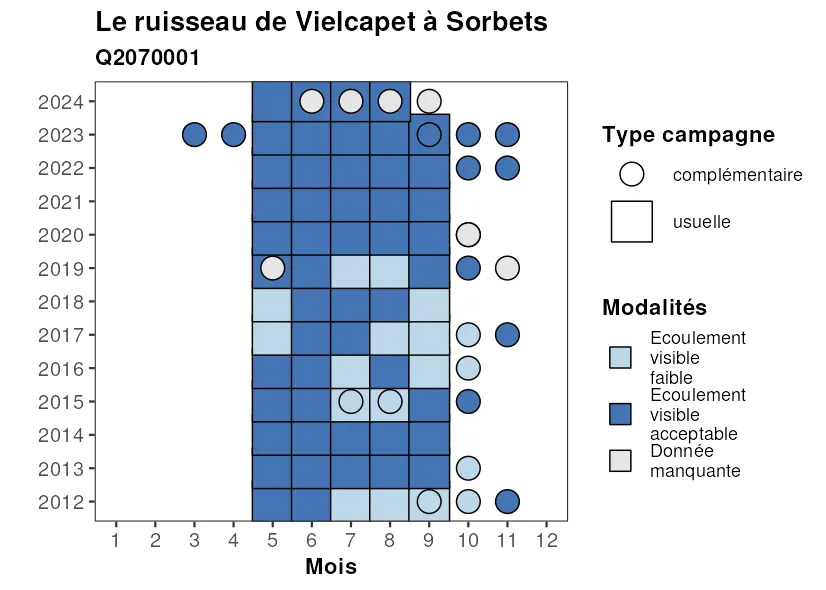 Le ruisseau de Vielcapet à Sorbets
Q2070001
2024
2023
2022
2021
2020
2019
2018
2017
2016
2015
2014
2013
2012
1 2 3 4 5 6 7 8 9 10 11 12
Mois
Type campagne
complémentaire
usuelle
Modalités
Ecoulement
visible
faible
Ecoulement
visible
acceptable
Donnée
manquante